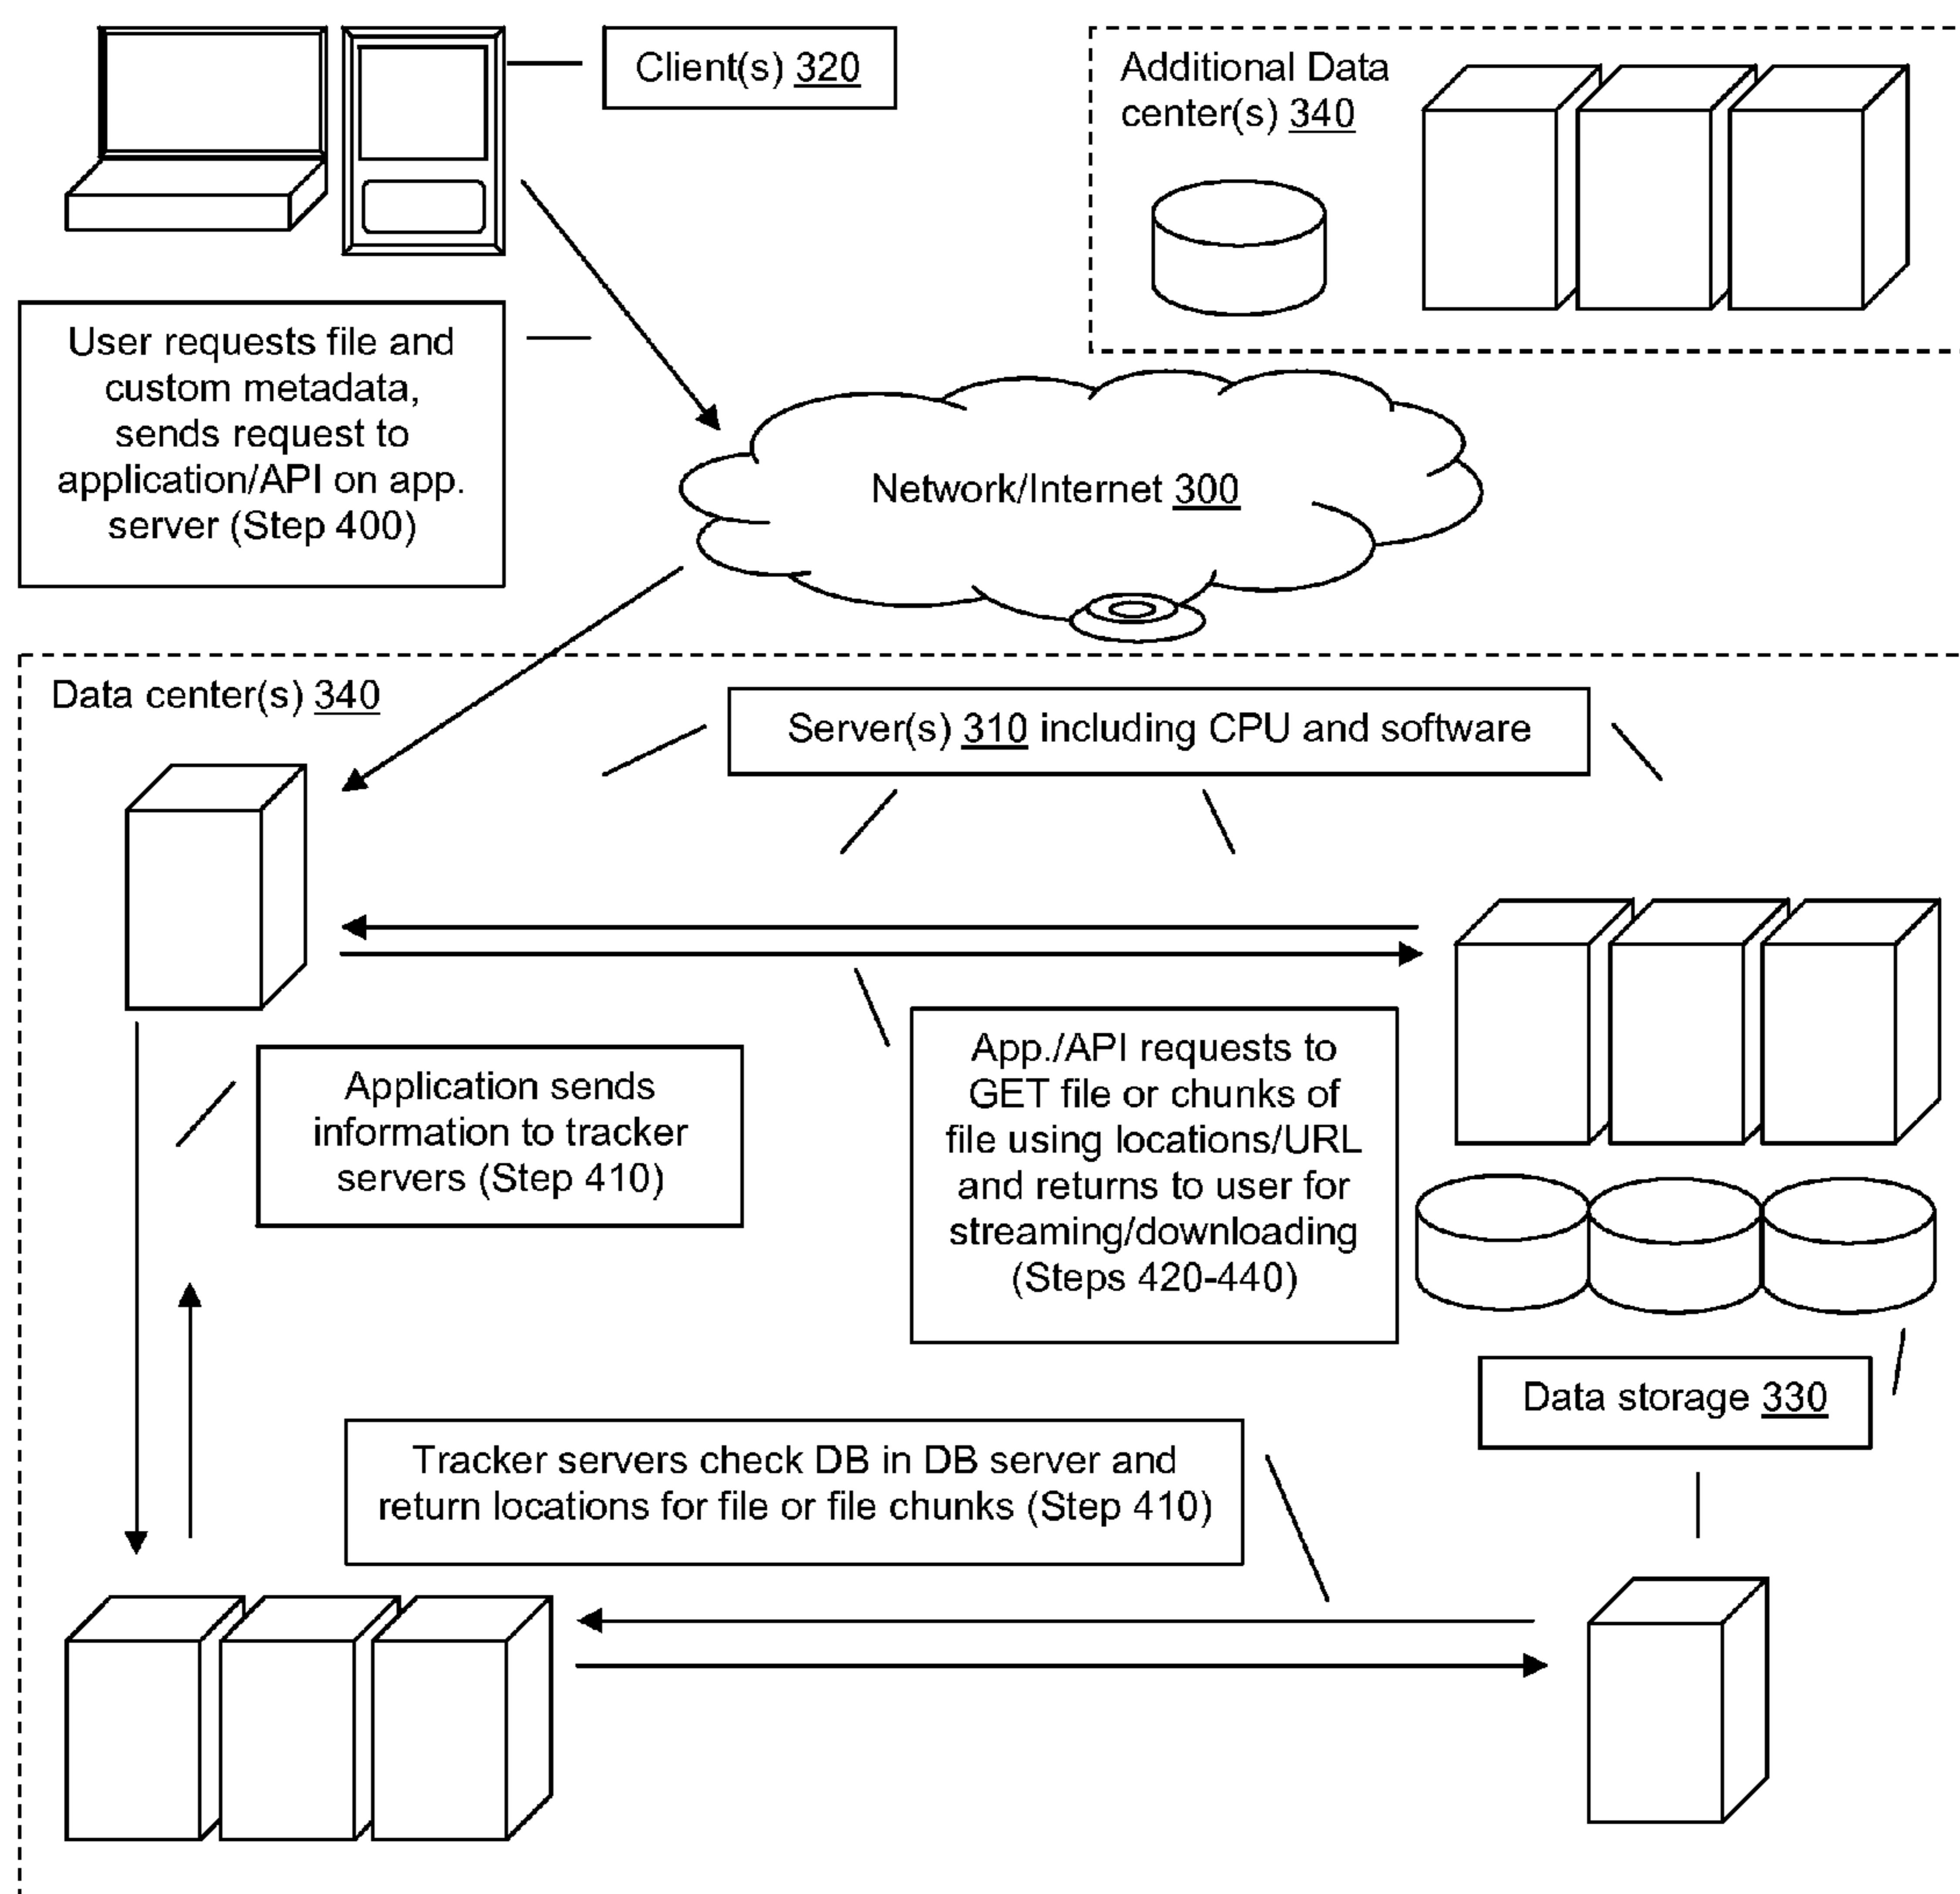 Client(s) 320
Additional Data
center(s) 340
User requests file and
custom metadata,
sends request to
application/API on app.
server (Step 400)
Network/Internet 300
Data center(s) 340
Server(s) 310 including CPU and software
Application sends
information to tracker
servers (Step 410)
App./API requests to
GET file or chunks of
file using locations/URL
and returns to user for
streaming/downloading
(Steps 420-440)
Data storage 330
Tracker servers check DB in DB server and
return locations for file or file chunks (Step 410)